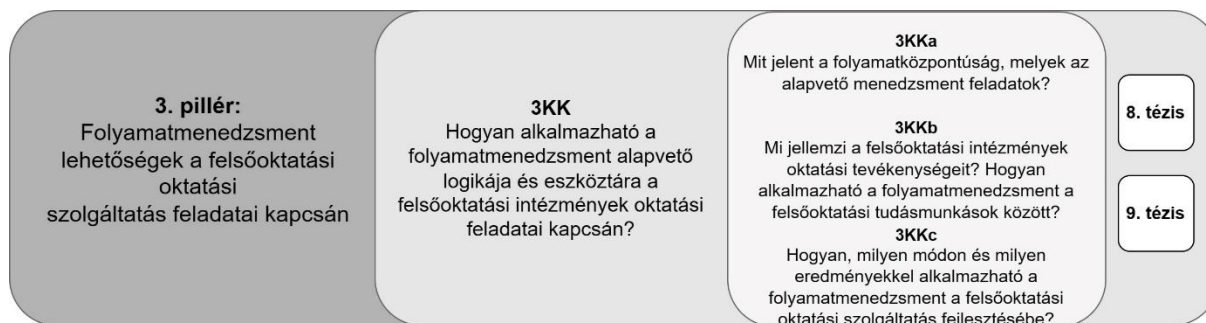 3. pillér:
Folyamatmenedzsment
lehetőségek a felsőoktatási
oktatási
szolgáltatás feladatai kapcsán
3KK
Hogyan alkalmazható a
folyamatmenedzsment alapvető
logikája és eszköztára a
felsőoktatási intézmények oktatási
feladatai kapcsán?
3KKa
Mit jelent a folyamatközpontúság, melyek az
alapvető menedzsment feladatok?
3KKb
Mi jellemzi a felsőoktatási intézmények
oktatási tevékenységeit? Hogyan
alkalmazható a folyamatmenedzsment a
felsőoktatási tudásmunkások között?
3KKc
Hogyan, milyen módon és milyen
eredményekkel alkalmazható a
folyamatmenedzsment a felsőoktatási
oktatási szolgáltatás fejlesztésébe?
8. tézis
9. tézis